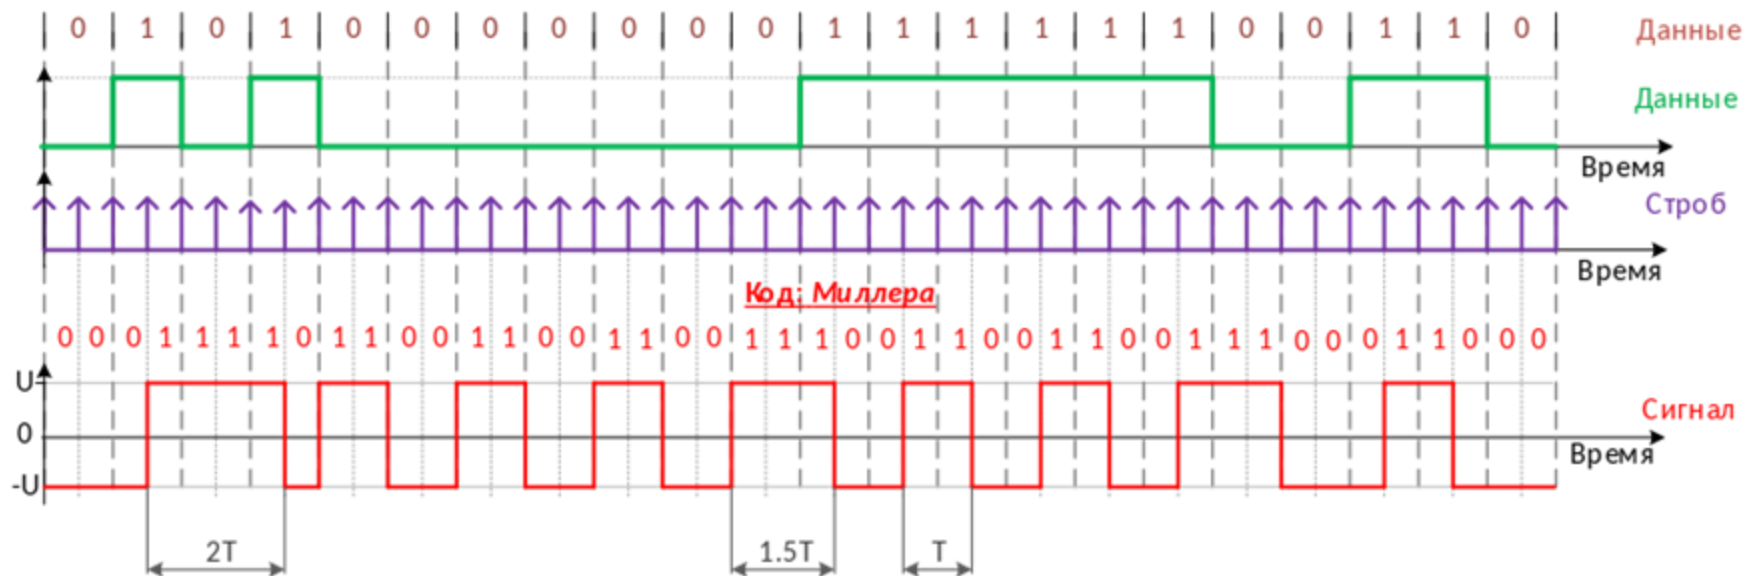 0 1 0 1 0 0 0 0 0 0 0 1 1 1 1 1 1 0 0 1 1 0 Данные
Данные
Время
Строб
Время
Код: Миллера
0 0 0 1 1 1 1 0 1 1 0 0 1 1 0 0 1 1 0 0 1 1 1 0 0 1 1 0 0 1 1 0 0 1 1 1 0 0 0 1 1 0 0 0
U
Сигнал
0
Время
-U
2T 1.5T T